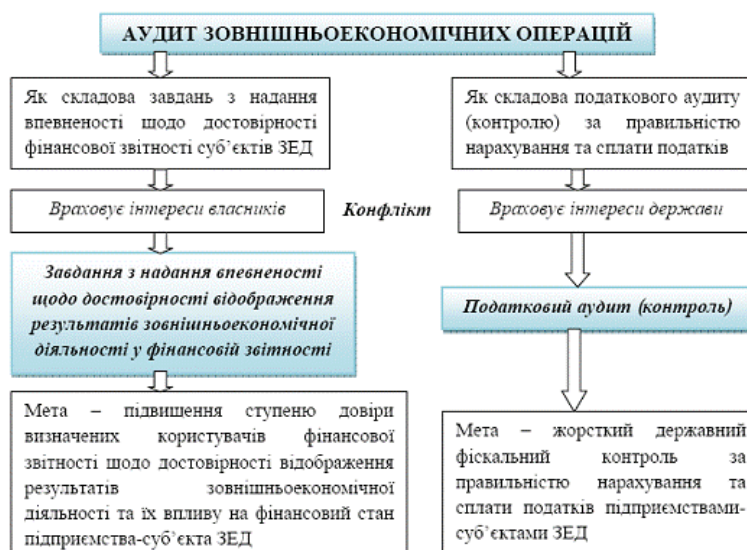 АУДИТ ЗОВНІШНЬОЕКОНОМІЧНИХ ОПЕРАЦІЙ
Як складова завдань з надання
впевненості щодо достовірності
фінансової звітності суб’єктів ЗЕД
Як складова податкового аудиту
(контролю) за правильністю
нарахування та сплати податків
Враховує інтереси власників
Конфлікт
Враховує інтереси держави
Завдання з надання впевненості
щодо достовірності відображення
результатів зовнішньоекономічної
діяльності у фінансовій звітності
Податковий аудит (контроль)
Мета – підвищення ступеню довіри
визначених користувачів фінансової
звітності щодо достовірності відображення
результатів зовнішньоекономічної
діяльності та їх впливу на фінансовий стан
підприємства-суб’єкта ЗЕД
Мета – жорсткий державний
фіскальний контроль за
правильністю нарахування та
сплати податків підприємствами-
суб’єктами ЗЕД